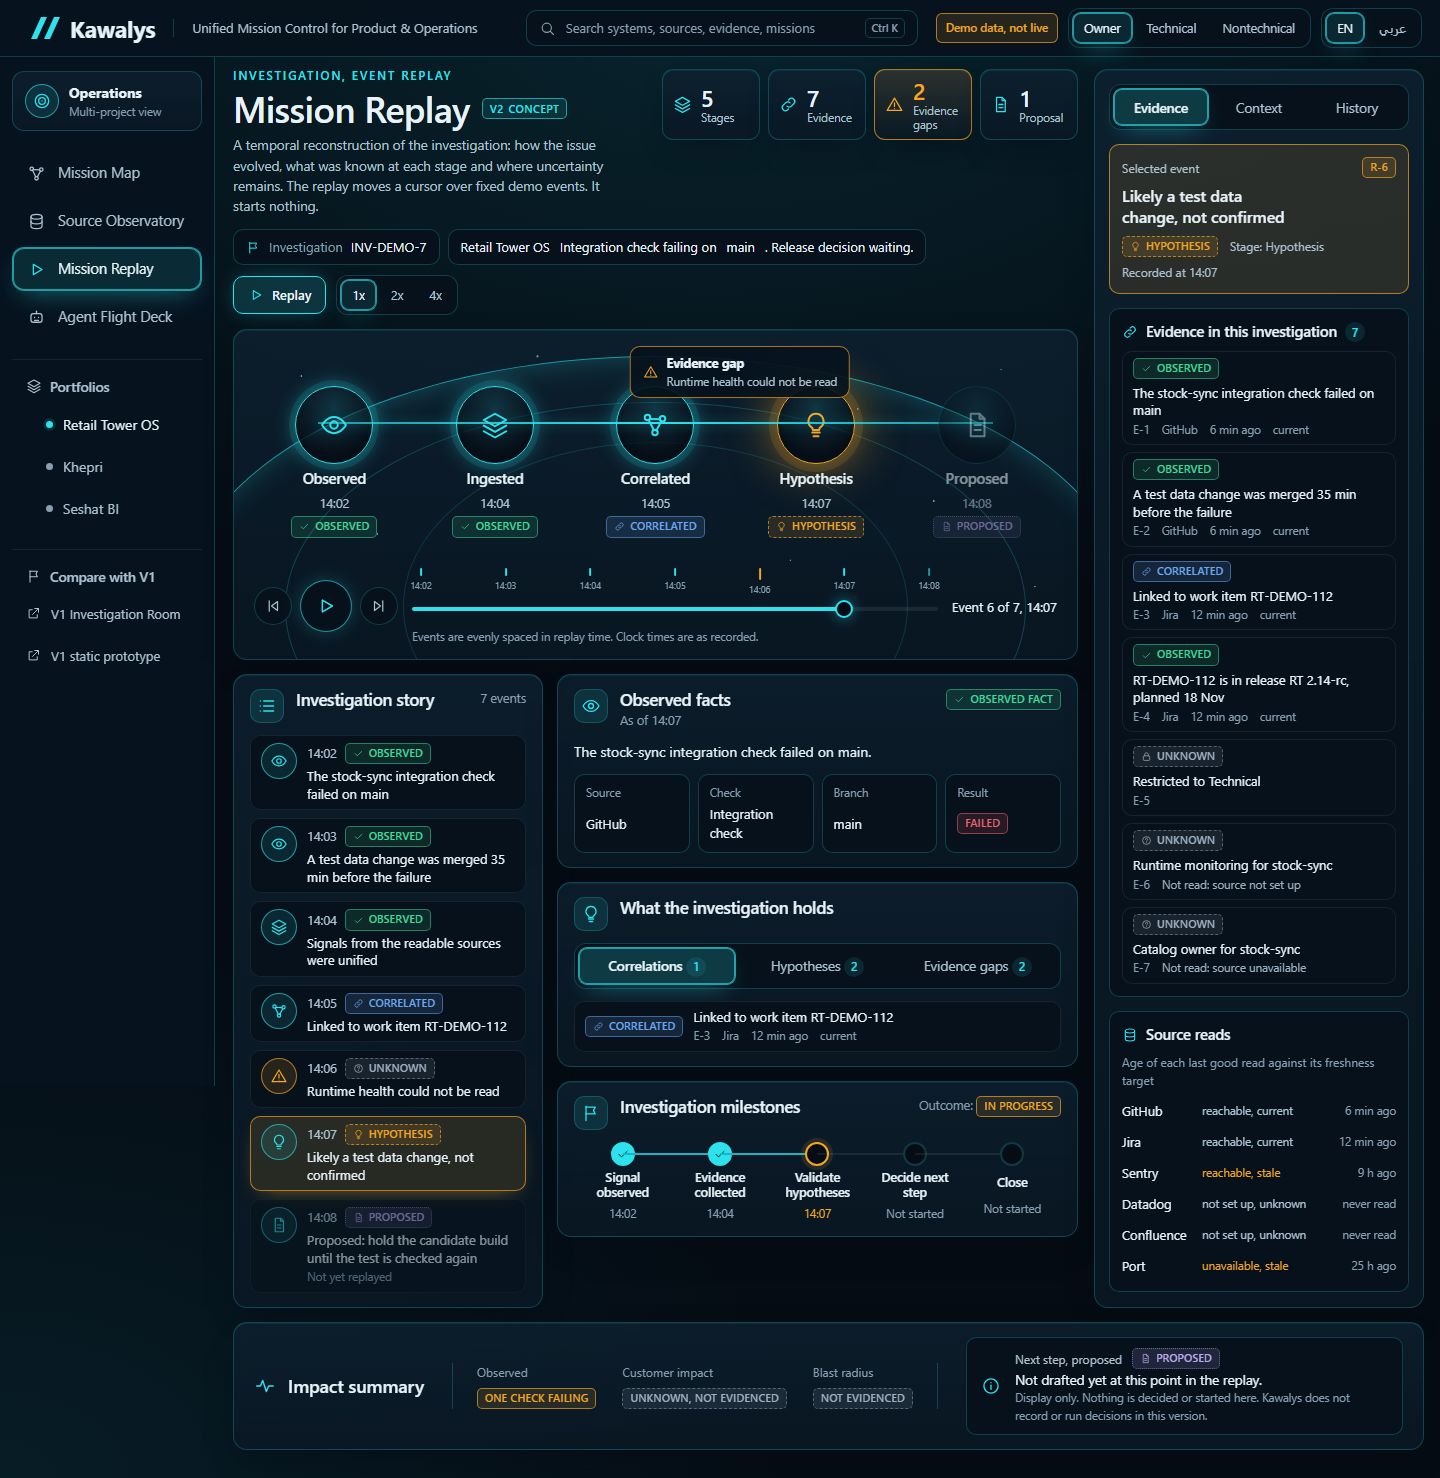 Kawalys
Unified Mission Control for Product & Operations
Search systems, sources, evidence, missions
Ctrl K
Demo data, not live
Owner
Technical
Nontechnical
EN
عربي
Operations
Multi-project view
Mission Map
Source Observatory
Mission Replay
Agent Flight Deck
Portfolios
Retail Tower OS
Khepri
Seshat BI
Compare with V1
V1 Investigation Room
V1 static prototype
INVESTIGATION, EVENT REPLAY
Mission Replay
V2 CONCEPT
A temporal reconstruction of the investigation: how the issue
evolved, what was known at each stage and where uncertainty
remains. The replay moves a cursor over fixed demo events. It
starts nothing.
5
Stages
7
Evidence
2
Evidence
gaps
1
Proposal
Investigation INV-DEMO-7
Retail Tower OS Integration check failing on main . Release decision waiting.
Replay
1x
2x
4x
Evidence gap
Runtime health could not be read
Observed
14:02
OBSERVED
Ingested
14:04
OBSERVED
Correlated
14:05
CORRELATED
Hypothesis
14:07
HYPOTHESIS
Proposed
14:08
PROPOSED
14:02
14:03
14:04
14:05
14:06
14:07
14:08
Event 6 of 7, 14:07
Events are evenly spaced in replay time. Clock times are as recorded.
Investigation story
7 events
14:02 OBSERVED
The stock-sync integration check
failed on main
14:03 OBSERVED
A test data change was merged 35
min before the failure
14:04 OBSERVED
Signals from the readable sources
were unified
14:05 CORRELATED
Linked to work item RT-DEMO-112
14:06 UNKNOWN
Runtime health could not be read
14:07 HYPOTHESIS
Likely a test data change, not
confirmed
14:08 PROPOSED
Proposed: hold the candidate build
until the test is checked again
Not yet replayed
Observed facts
As of 14:07
OBSERVED FACT
The stock-sync integration check failed on main.
Source
GitHub
Check
Integration
check
Branch
main
Result
FAILED
What the investigation holds
Correlations 1
Hypotheses 2
Evidence gaps 2
CORRELATED
Linked to work item RT-DEMO-112
E-3 Jira 12 min ago current
Investigation milestones
Outcome: IN PROGRESS
Signal
observed
14:02
Evidence
collected
14:04
Validate
hypotheses
14:07
Decide next
step
Not started
Close
Not started
Evidence
Context
History
Selected event
R-6
Likely a test data
change, not confirmed
HYPOTHESIS Stage: Hypothesis
Recorded at 14:07
Evidence in this investigation 7
OBSERVED
The stock-sync integration check failed on
main
E-1 GitHub 6 min ago current
OBSERVED
A test data change was merged 35 min
before the failure
E-2 GitHub 6 min ago current
CORRELATED
Linked to work item RT-DEMO-112
E-3 Jira 12 min ago current
OBSERVED
RT-DEMO-112 is in release RT 2.14-rc,
planned 18 Nov
E-4 Jira 12 min ago current
UNKNOWN
Restricted to Technical
E-5
UNKNOWN
Runtime monitoring for stock-sync
E-6 Not read: source not set up
UNKNOWN
Catalog owner for stock-sync
E-7 Not read: source unavailable
Source reads
Age of each last good read against its freshness
target
GitHub reachable, current 6 min ago
Jira reachable, current 12 min ago
Sentry reachable, stale 9 h ago
Datadog not set up, unknown never read
Confluence not set up, unknown never read
Port unavailable, stale 25 h ago
Impact summary
Observed
ONE CHECK FAILING
Customer impact
UNKNOWN, NOT EVIDENCED
Blast radius
NOT EVIDENCED
Next step, proposed PROPOSED
Not drafted yet at this point in the replay.
Display only. Nothing is decided or started here. Kawalys does not
record or run decisions in this version.